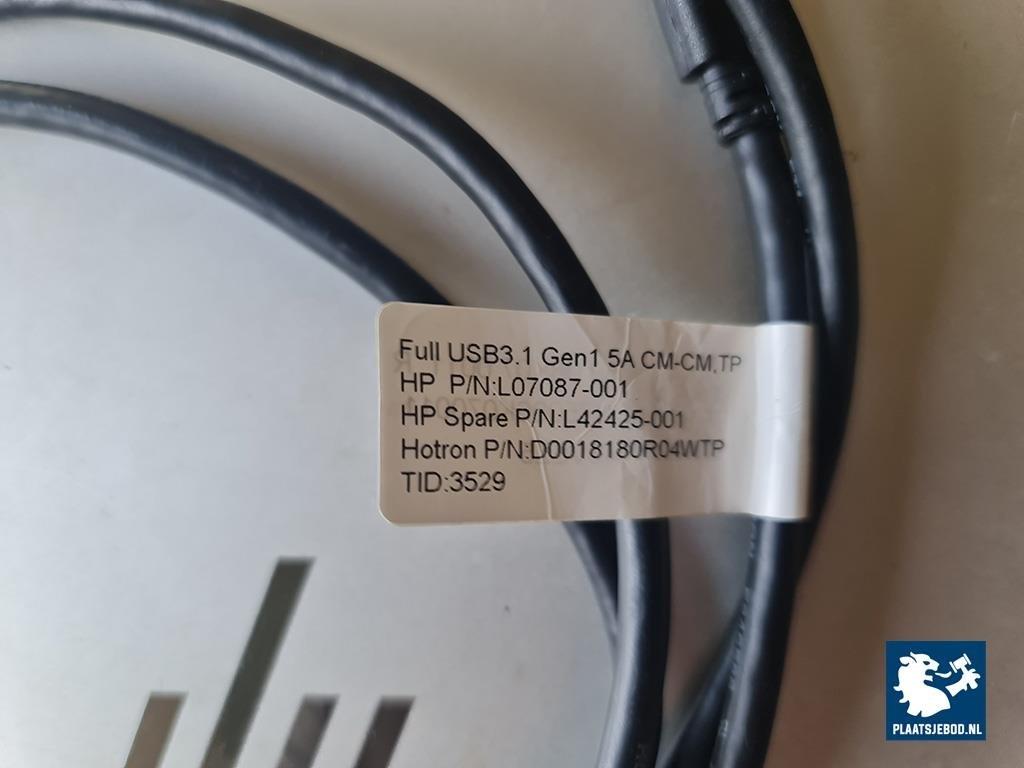 Full USB3.1 Gen1 5A CM-CM,TP
HP P/N:L07087-001
HP Spare P/N:L42425-001
Hotron P/N:D0018180R04WTP
TID:3529
PLAATSJEBOD.NL